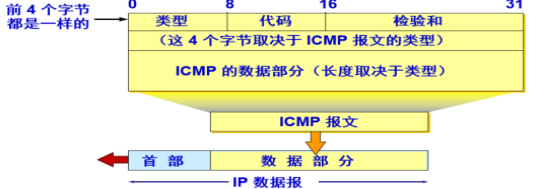 前 4 个字节
都是一样的
0 8 16 31
类型 代码 检验和
（这 4 个字节取决于 ICMP 报文的类型）
ICMP 的数据部分（长度取决于类型）
ICMP 报文
首 部 数 据 部 分
IP 数据报